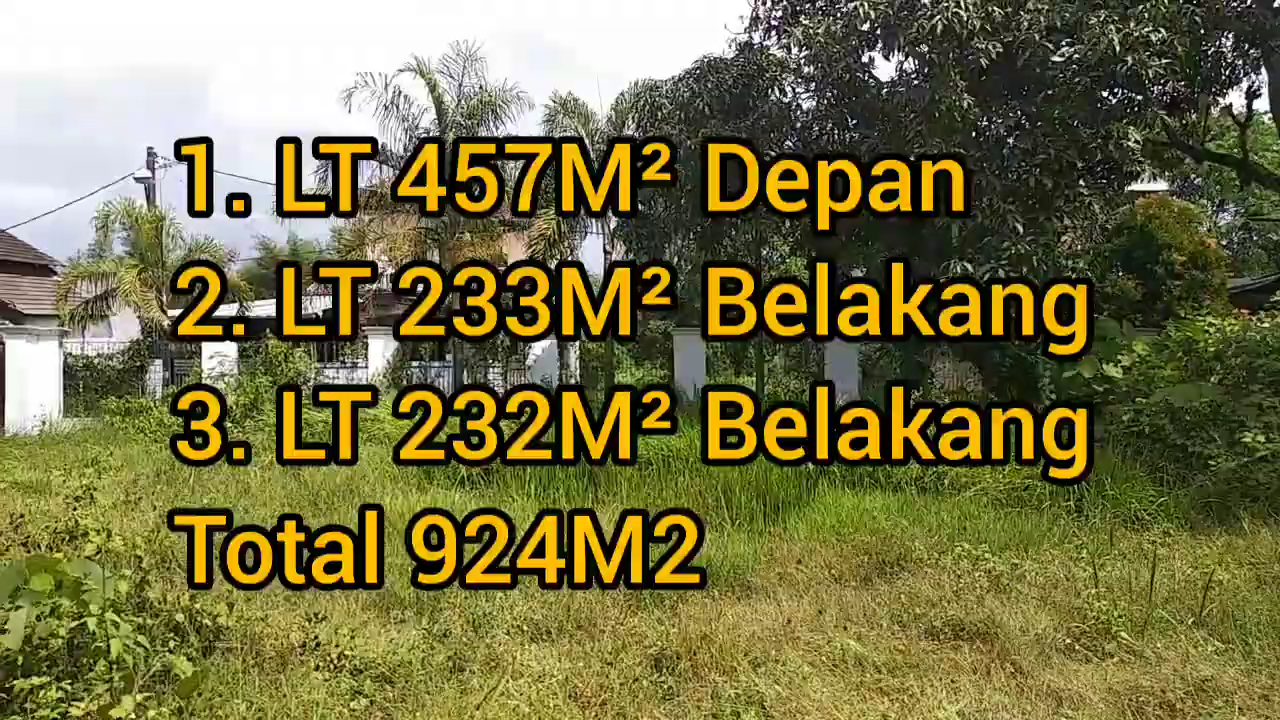 1. LT 457M² Depan
2. LT 233M² Belakang
3. LT 232M² Belakang
Total 924M2